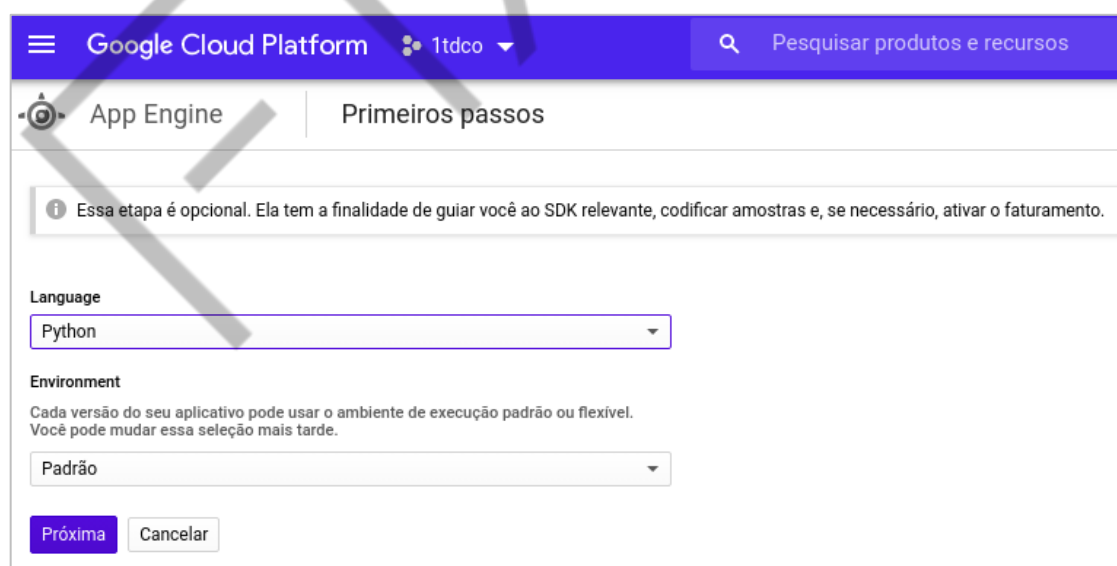 Google Cloud Platform 1tdco Pesquisar produtos e recursos
App Engine Primeiros passos
Essa etapa é opcional. Ela tem a finalidade de guiar você ao SDK relevante, codificar amostras e, se necessário, ativar o faturamento.
Language
Python
Environment
Cada versão do seu aplicativo pode usar o ambiente de execução padrão ou flexível.
Você pode mudar essa seleção mais tarde.
Padrão
Próxima Cancelar